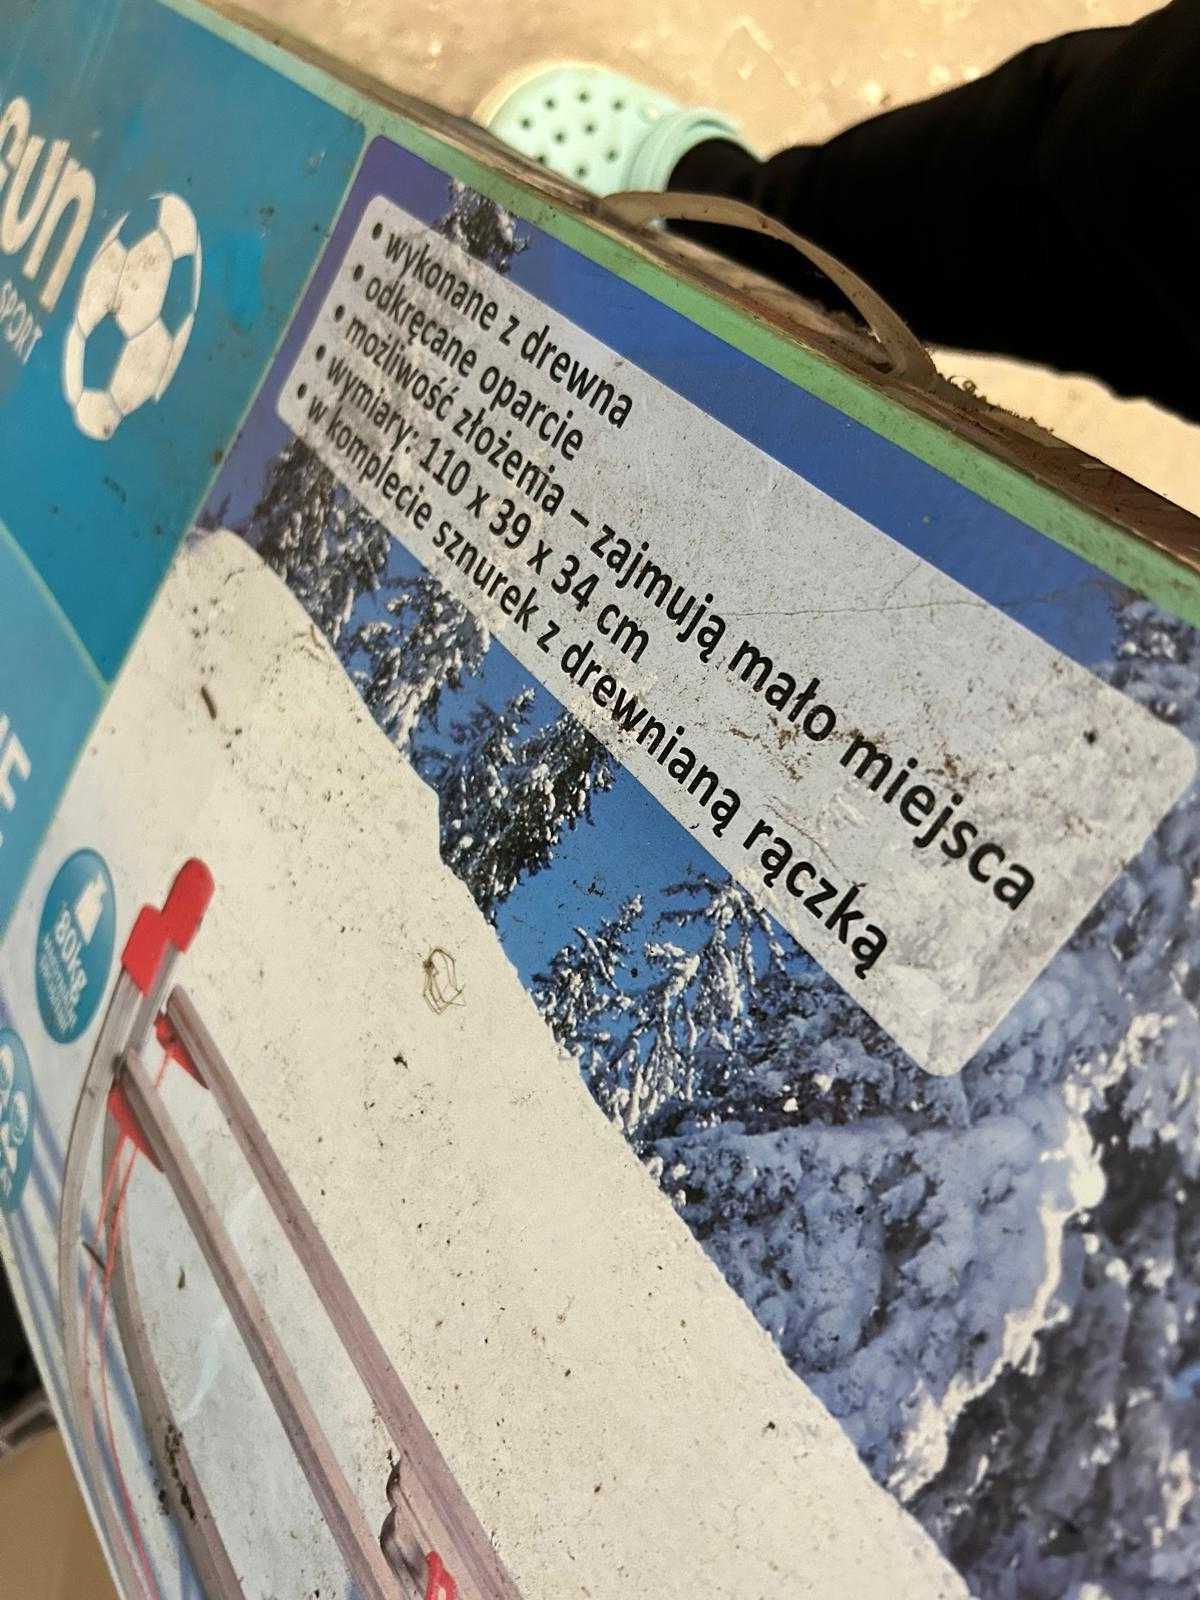 SPORT
• wykonane z drewna
• odkręcane oparcie
• możliwość złożenia – zajmują mało miejsca
• wymiary: 110 x 39 x 34 cm
• w komplecie sznurek z drewnianą rączką
80KG